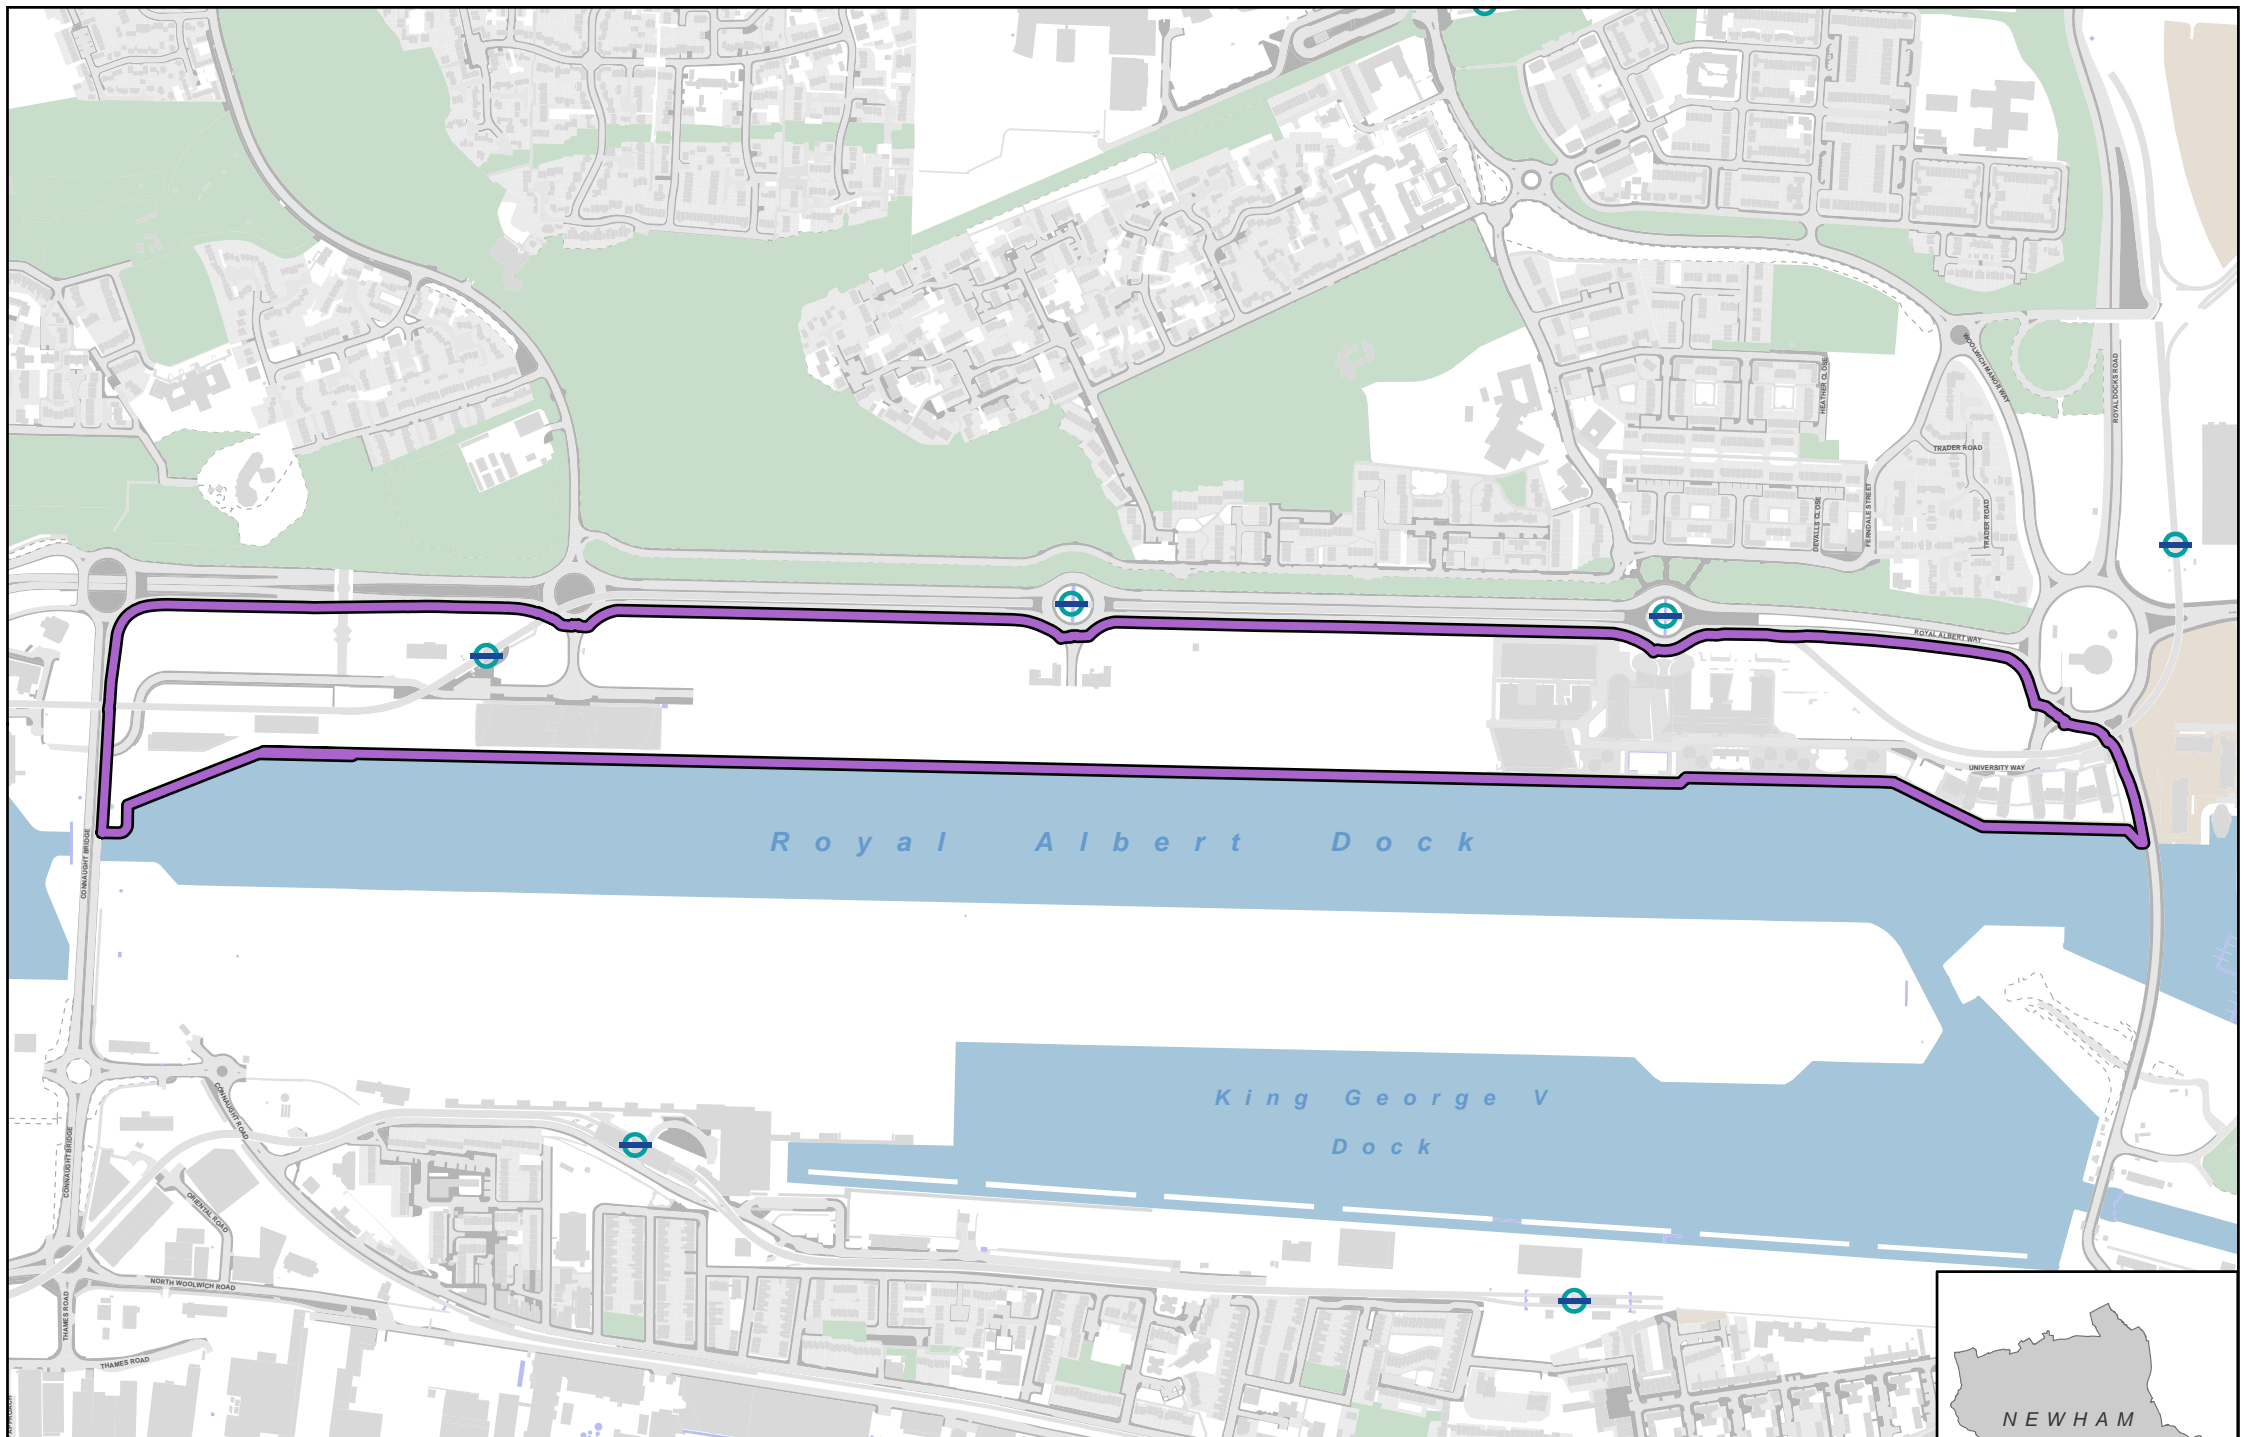 HEATHER CLOSE
WOOLWICH MANOR WAY
ROYAL DOCKS ROAD
TRADER ROAD
DEVALLS CLOSE
FERNDALE STREET
TRADER ROAD
ROYAL ALBERT WAY
UNIVERSITY WAY
Royal Albert Dock
CONNAUGHT BRIDGE
King George V
Dock
CONNAUGHT ROAD
CONNAUGHT BRIDGE
ORIENTAL ROAD
NORTH WOOLWICH ROAD
THAMES ROAD
THAMES ROAD
APPROACH
NEWHAM